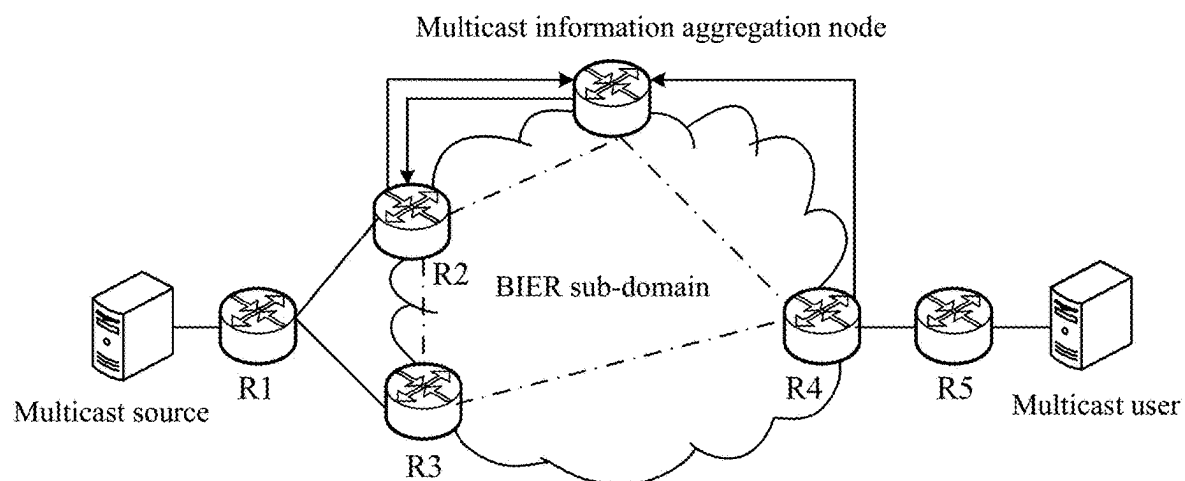 Multicast information aggregation node
R2
BIER sub-domain
R1
R4
R5
Multicast source
Multicast user
R3